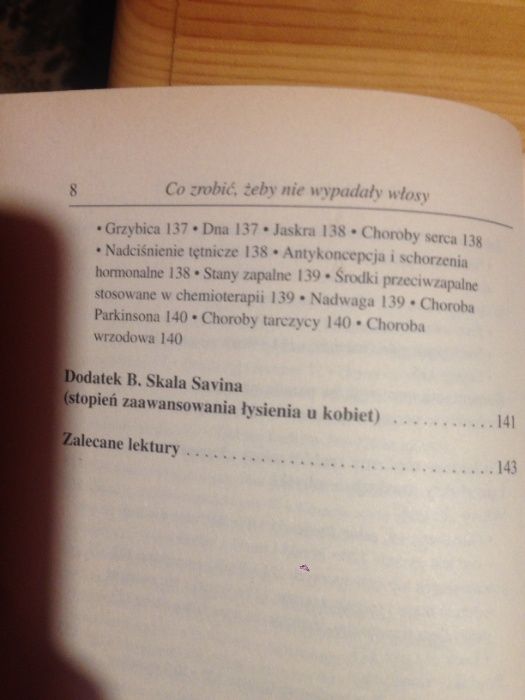 8 Co zrobić, żeby nie wypadały włosy
• Grzybica 137 • Dna 137 • Jaskra 138 • Choroby serca 138
• Nadciśnienie tętnicze 138 • Antykoncepcja i schorzenia
hormonalne 138 • Stany zapalne 139 • Środki przeciwzapalne
stosowane w chemioterapii 139 • Nadwaga 139 • Choroba
Parkinsona 140 • Choroby tarczycy 140 • Choroba
wrzodowa 140
Dodatek B. Skala Savina
(stopień zaawansowania łysienia u kobiet) . . . . . . . . . . . 141
Zalecane lektury . . . . . . . . . . . . . . . . . . . . . . . . . . . . . . . . 143